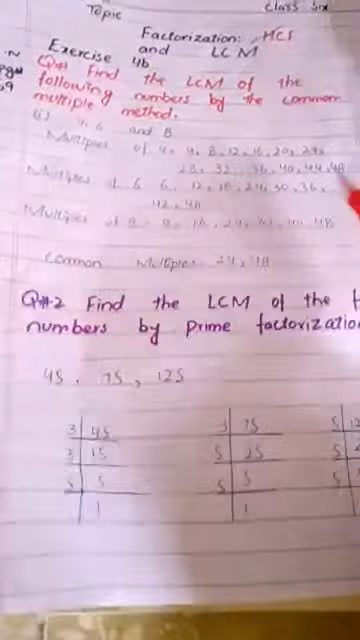 Topic
Class Six
Factorization: HCF
and LCM
Exercise 4b
Q#1 Find the LCM of the
following numbers by the common
multiple method.
4, 6 and 8
Multiples of 4 = 4, 8, 12, 16, 20, 24,
28, 32, 36, 40, 44, 48
Multiples of 6 6, 12, 18, 24, 30, 36,
42, 48
Multiples of 8 = 8, 16, 24, 32, 40, 48
Common Multiples = 24, 48
Q#2 Find the LCM of the
numbers by prime factorization
45, 75, 125
3 45 3 75 5
3 15 5 25 5
5 5 5 5 5
1 1